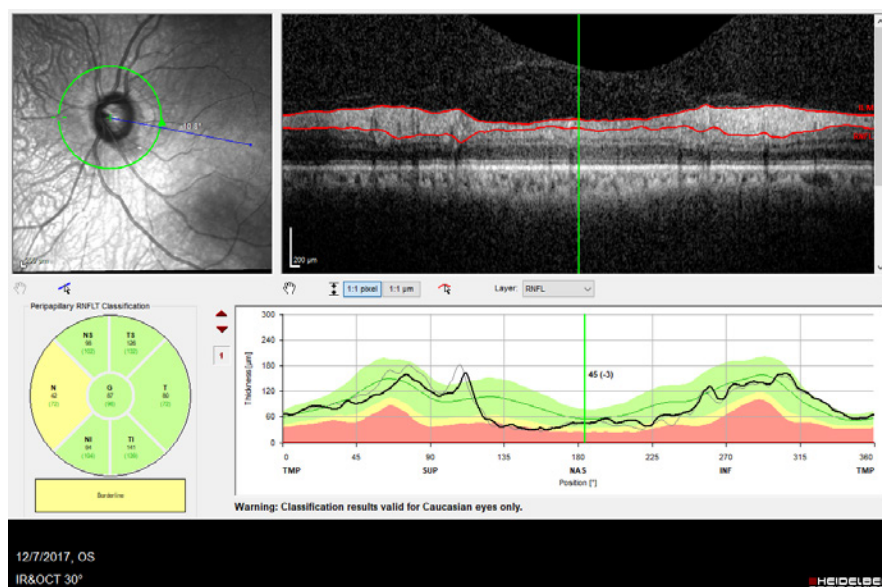 10.0°
200 µm
ILM
200 µm
1:1 pixel 1:1 µm Layer: RNFL
Peripapillary RNFLT Classification
NS
(102)
TS
126
(132)
N
42
(72)
G
87
(96)
T
80
(72)
NI
94
(104)
TI
141
(138)
Borderline
1
Thickness [µm]
300
240
180
120
60
0
45 (-3)
0 45 90 135 180 225 270 315 360
TMP SUP NAS INF TMP
Position [°]
Warning: Classification results valid for Caucasian eyes only.
12/7/2017, OS
IR&OCT 30°
HEIDELBE